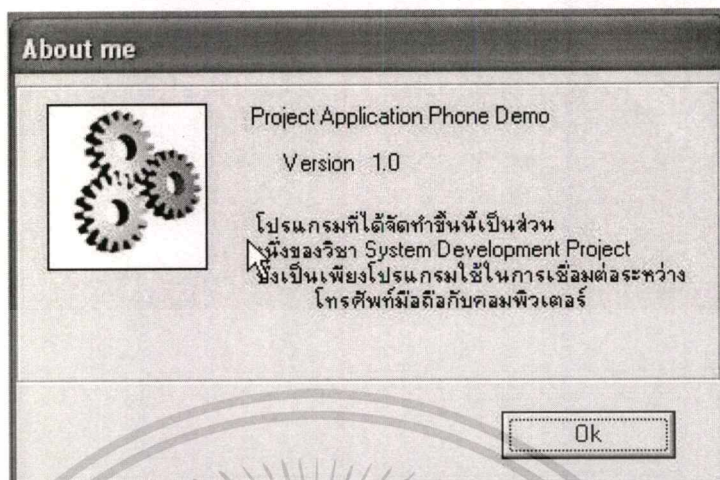 About me
Project Application Phone Demo
Version 1.0
โปรแกรมที่ได้จัดทำขึ้นนี้เป็นส่วน
หนึ่งของวิชา System Development Project
ซึ่งเป็นเพียงโปรแกรมใช้ในการเชื่อมต่อระหว่าง
โทรศัพท์มือถือกับคอมพิวเตอร์
Ok